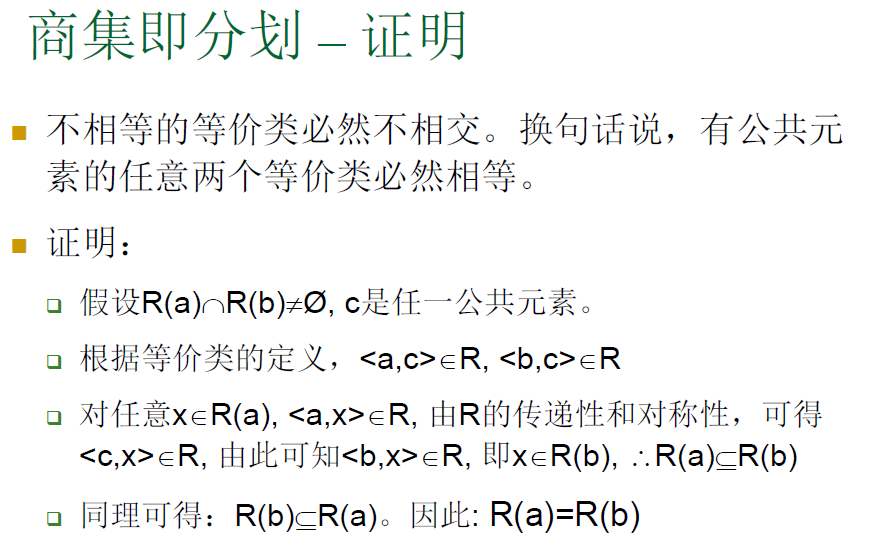 商集即分划 – 证明
不相等的等价类必然不相交。换句话说，有公共元
素的任意两个等价类必然相等。
证明：
假设R(a)∩R(b)≠Ø, c是任一公共元素。
根据等价类的定义，<a,c>∈R, <b,c>∈R
对任意x∈R(a), <a,x>∈R, 由R的传递性和对称性，可得
<c,x>∈R, 由此可知<b,x>∈R, 即x∈R(b), ∴R(a)⊆R(b)
同理可得：R(b)⊆R(a)。因此: R(a)=R(b)